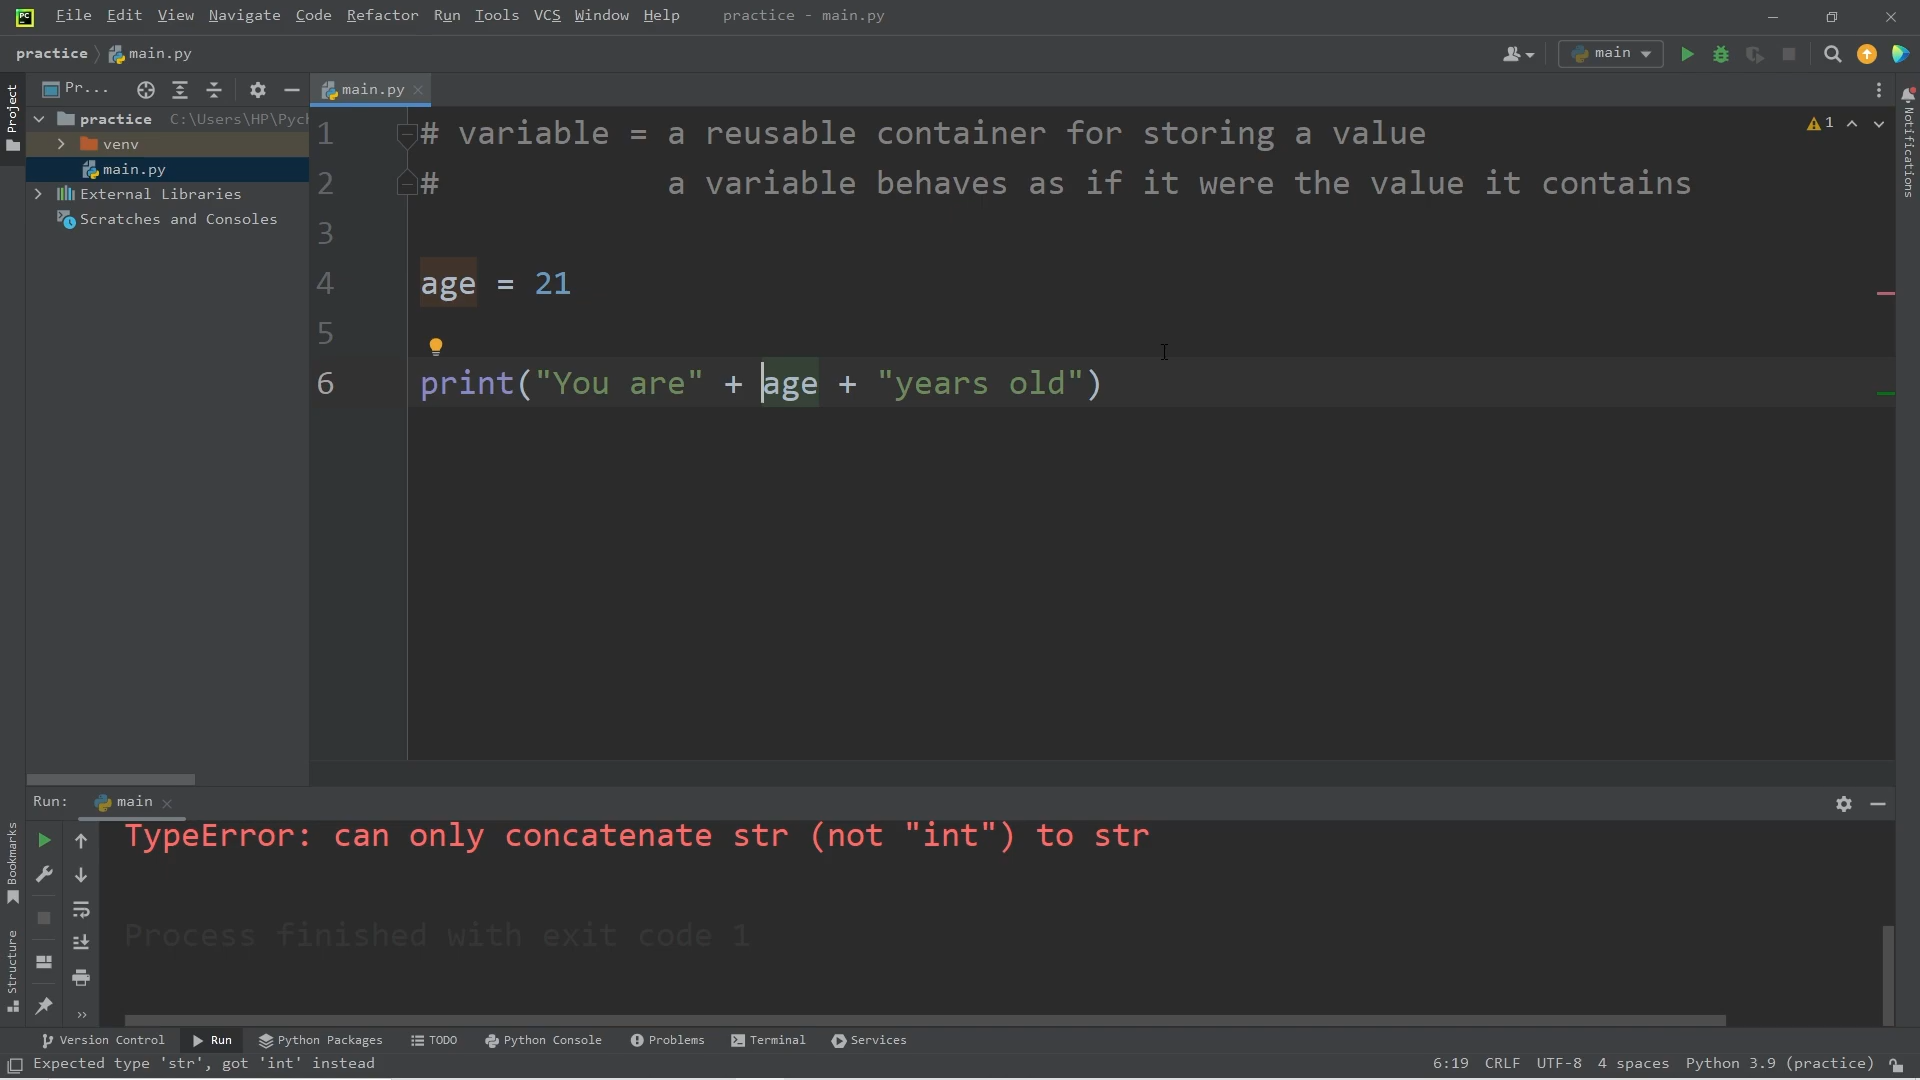 File Edit View Navigate Code Refactor Run Tools VCS Window Help practice - main.py
practice main.py
main
Pr...
main.py
Project
practice C:\Users\HP\Pych
venv
main.py
External Libraries
Scratches and Consoles
1 # variable = a reusable container for storing a value
2 # a variable behaves as if it were the value it contains
3
4 age = 21
5
6 print("You are" + age + "years old")
1
Notifications
Run: main
TypeError: can only concatenate str (not "int") to str
Process finished with exit code 1
Bookmarks
Structure
Version Control Run Python Packages TODO Python Console Problems Terminal Services
Expected type 'str', got 'int' instead 6:19 CRLF UTF-8 4 spaces Python 3.9 (practice)